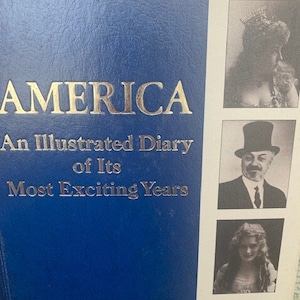 AMERICA
An Illustrated Diary
of Its
Most Exciting Years